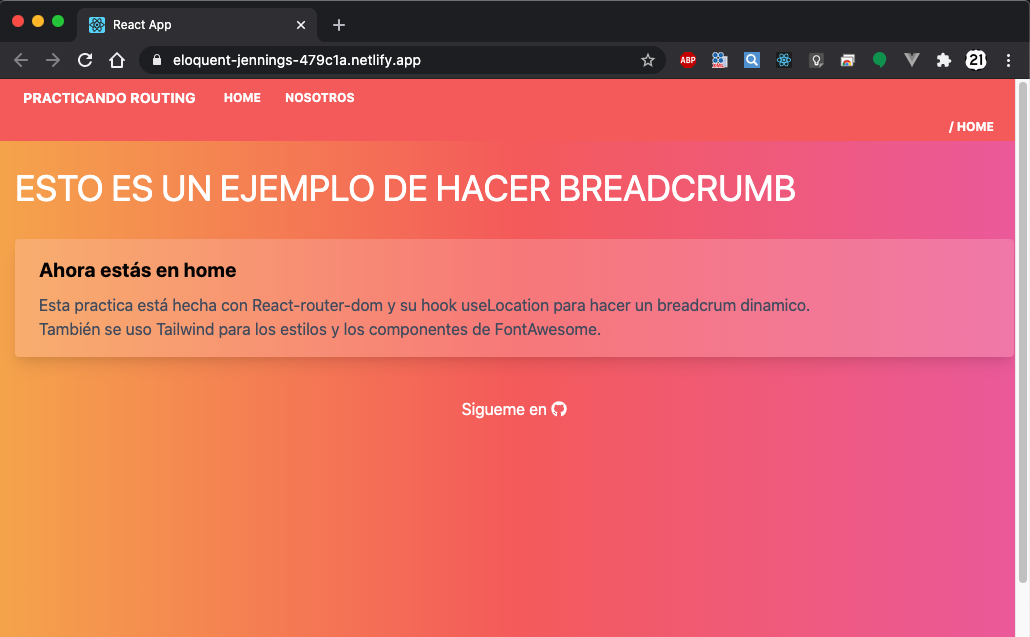 React App
eloquent-jennings-479c1a.netlify.app
ABP
21
PRACTICANDO ROUTING HOME NOSOTROS
/ HOME
ESTO ES UN EJEMPLO DE HACER BREADCRUMB
Ahora estás en home
Esta practica está hecha con React-router-dom y su hook useLocation para hacer un breadcrum dinamico.
También se uso Tailwind para los estilos y los componentes de FontAwesome.
Sigueme en